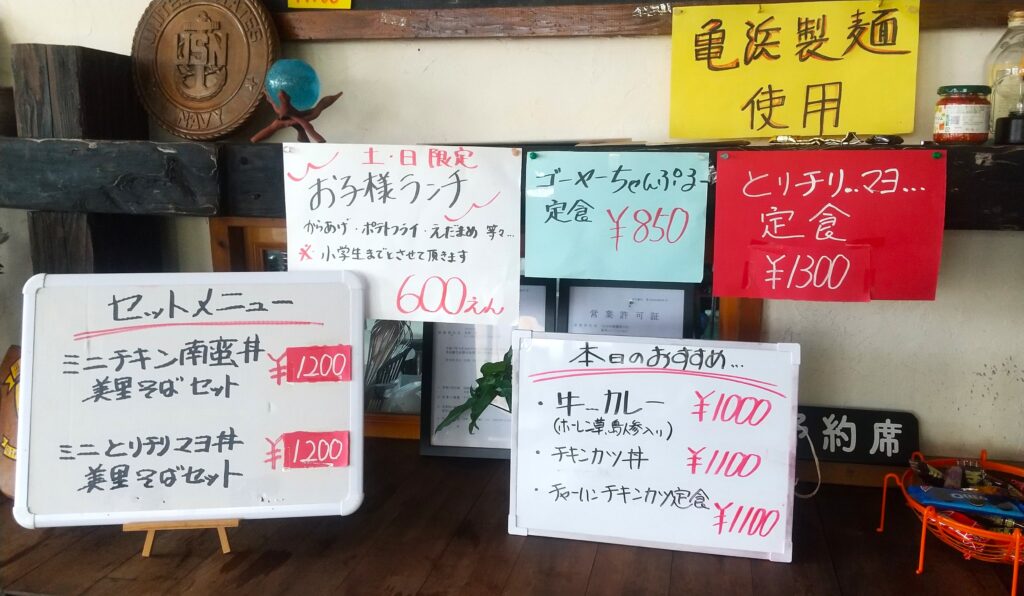 UNITED STATES
NAVY
亀浜製麺
使用
土・日限定
お子様ランチ
からあげ・ポテトフライ・えだまめ 等々…
※小学生までとさせて頂きます
600えん
ゴーヤーちゃんぷるー
定食
¥850
とりチリ..マヨ...
定食
¥1300
セットメニュー
ミニチキン南蛮丼
美里そばセット
¥1200
ミニとりチリマヨ丼
美里そばセット
¥1200
営業許可証
本日のおすすめ...
・牛...カレー ¥1000
(ホーレン草、島人参入り)
・チキンカツ丼 ¥1100
・チャーハンチキンカツ定食
¥1100
約席